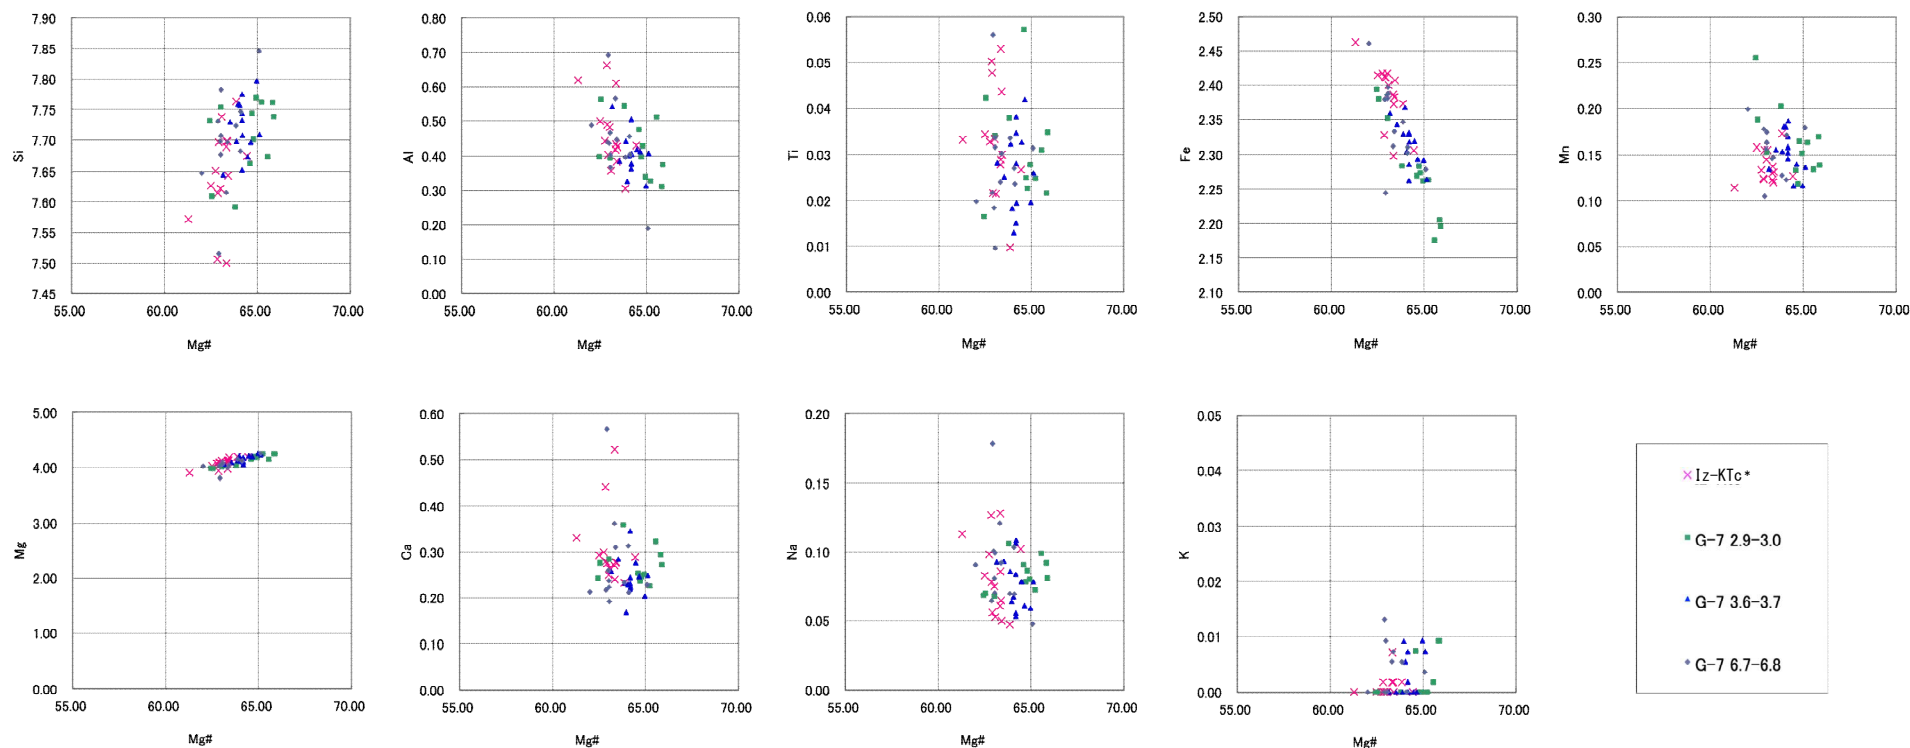 7.90
7.85
7.80
7.75
7.70
7.65
7.60
7.55
7.50
7.45
Si
55.00 60.00 65.00 70.00
Mg#
0.80
0.70
0.60
0.50
0.40
0.30
0.20
0.10
0.00
Al
55.00 60.00 65.00 70.00
Mg#
0.06
0.05
0.04
0.03
0.02
0.01
0.00
Ti
55.00 60.00 65.00 70.00
Mg#
2.50
2.45
2.40
2.35
2.30
2.25
2.20
2.15
2.10
Fe
55.00 60.00 65.00 70.00
Mg#
0.30
0.25
0.20
0.15
0.10
0.05
0.00
Mn
55.00 60.00 65.00 70.00
Mg#
5.00
4.00
3.00
2.00
1.00
0.00
Mg
55.00 60.00 65.00 70.00
Mg#
0.60
0.50
0.40
0.30
0.20
0.10
0.00
Ca
55.00 60.00 65.00 70.00
Mg#
0.20
0.15
0.10
0.05
0.00
Na
55.00 60.00 65.00 70.00
Mg#
0.05
0.04
0.03
0.02
0.01
0.00
K
55.00 60.00 65.00 70.00
Mg#
Iz-KTc*
G-7 2.9-3.0
G-7 3.6-3.7
G-7 6.7-6.8